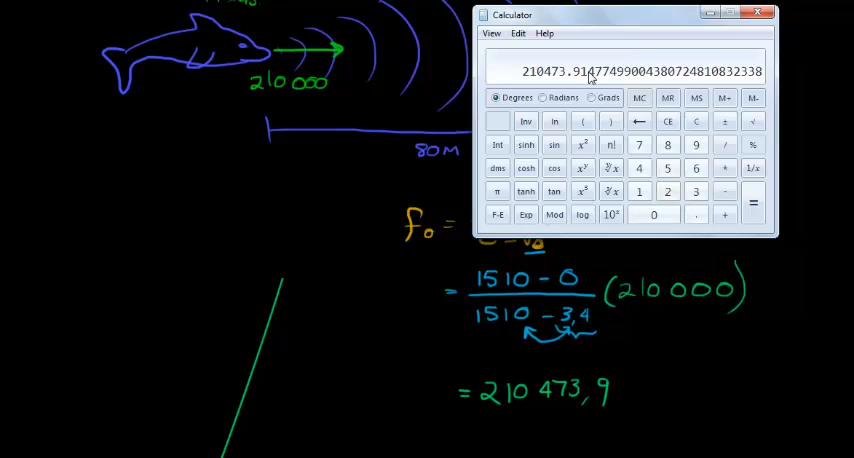 Calculator
View Edit Help
210473.91477499004380724810832338
Degrees Radians Grads MC MR MS M+ M-
Inv ln ( ) ← CE C ± √
Int sinh sin x² n! 7 8 9 / %
dms cosh cos xʸ ʸ√x 4 5 6 * 1/x
π tanh tan x³ ³√x 1 2 3 - =
F-E Exp Mod log 10ˣ 0 . +
210 000
80M
fo =
= 1510 - 0 (210 000)
1510 - 3,4
= 210 473,9